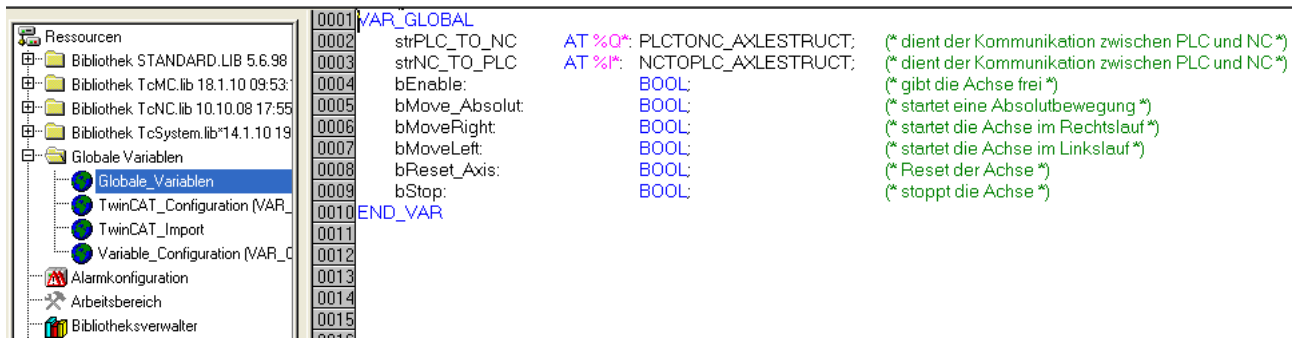 Ressourcen
Bibliothek STANDARD.LIB 5.6.98
Bibliothek TcMC.lib 18.1.10 09:53:
Bibliothek TcNC.lib 10.10.08 17:55
Bibliothek TcSystem.lib*14.1.10 19
Globale Variablen
Globale_Variablen
TwinCAT_Configuration (VAR_
TwinCAT_Import
Variable_Configuration (VAR_C
Alarmkonfiguration
Arbeitsbereich
Bibliotheksverwalter
0001 VAR_GLOBAL
0002 strPLC_TO_NC AT %Q*: PLCTONC_AXLESTRUCT; (* dient der Kommunikation zwischen PLC und NC *)
0003 strNC_TO_PLC AT %I*: NCTOPLC_AXLESTRUCT; (* dient der Kommunikation zwischen PLC und NC *)
0004 bEnable: BOOL; (* gibt die Achse frei *)
0005 bMove_Absolut: BOOL; (* startet eine Absolutbewegung *)
0006 bMoveRight: BOOL; (* startet die Achse im Rechtslauf *)
0007 bMoveLeft: BOOL; (* startet die Achse im Linkslauf *)
0008 bReset_Axis: BOOL; (* Reset der Achse *)
0009 bStop: BOOL; (* stoppt die Achse *)
0010 END_VAR
0011
0012
0013
0014
0015